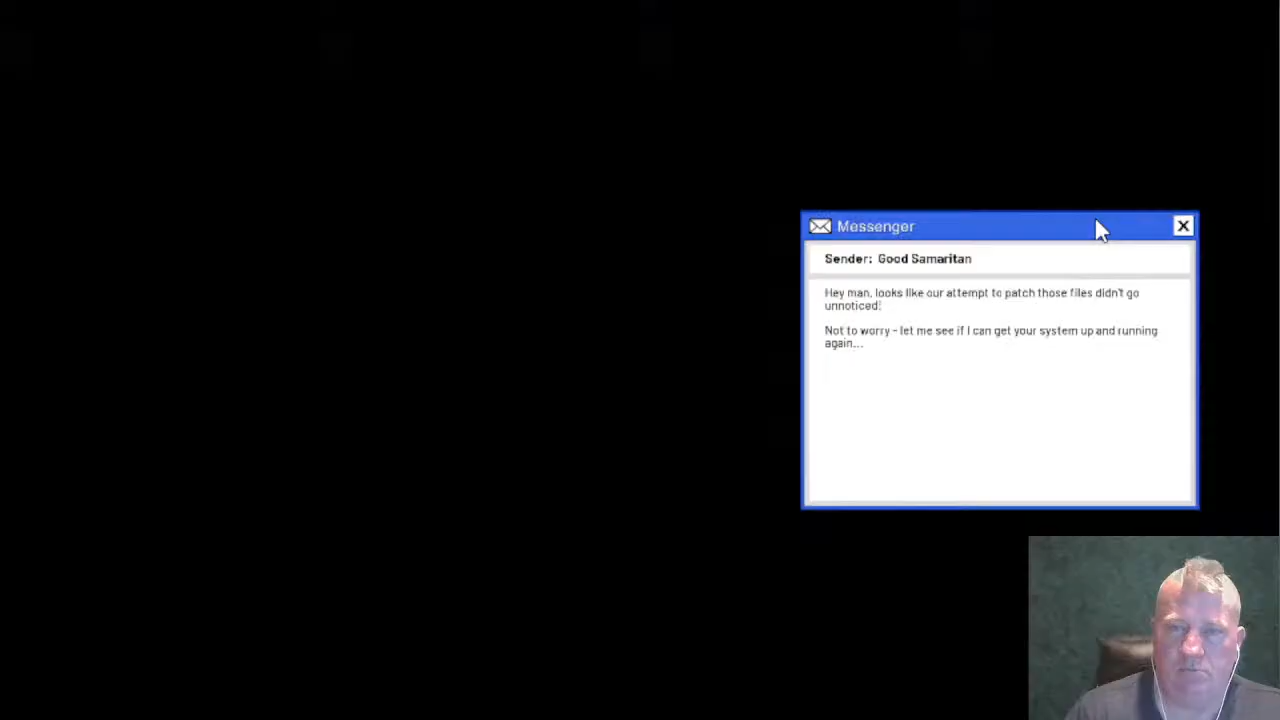 Messenger
Sender: Good Samaritan
Hey man, looks like our attempt to patch those files didn't go
unnoticed!
Not to worry - let me see if I can get your system up and running
again...